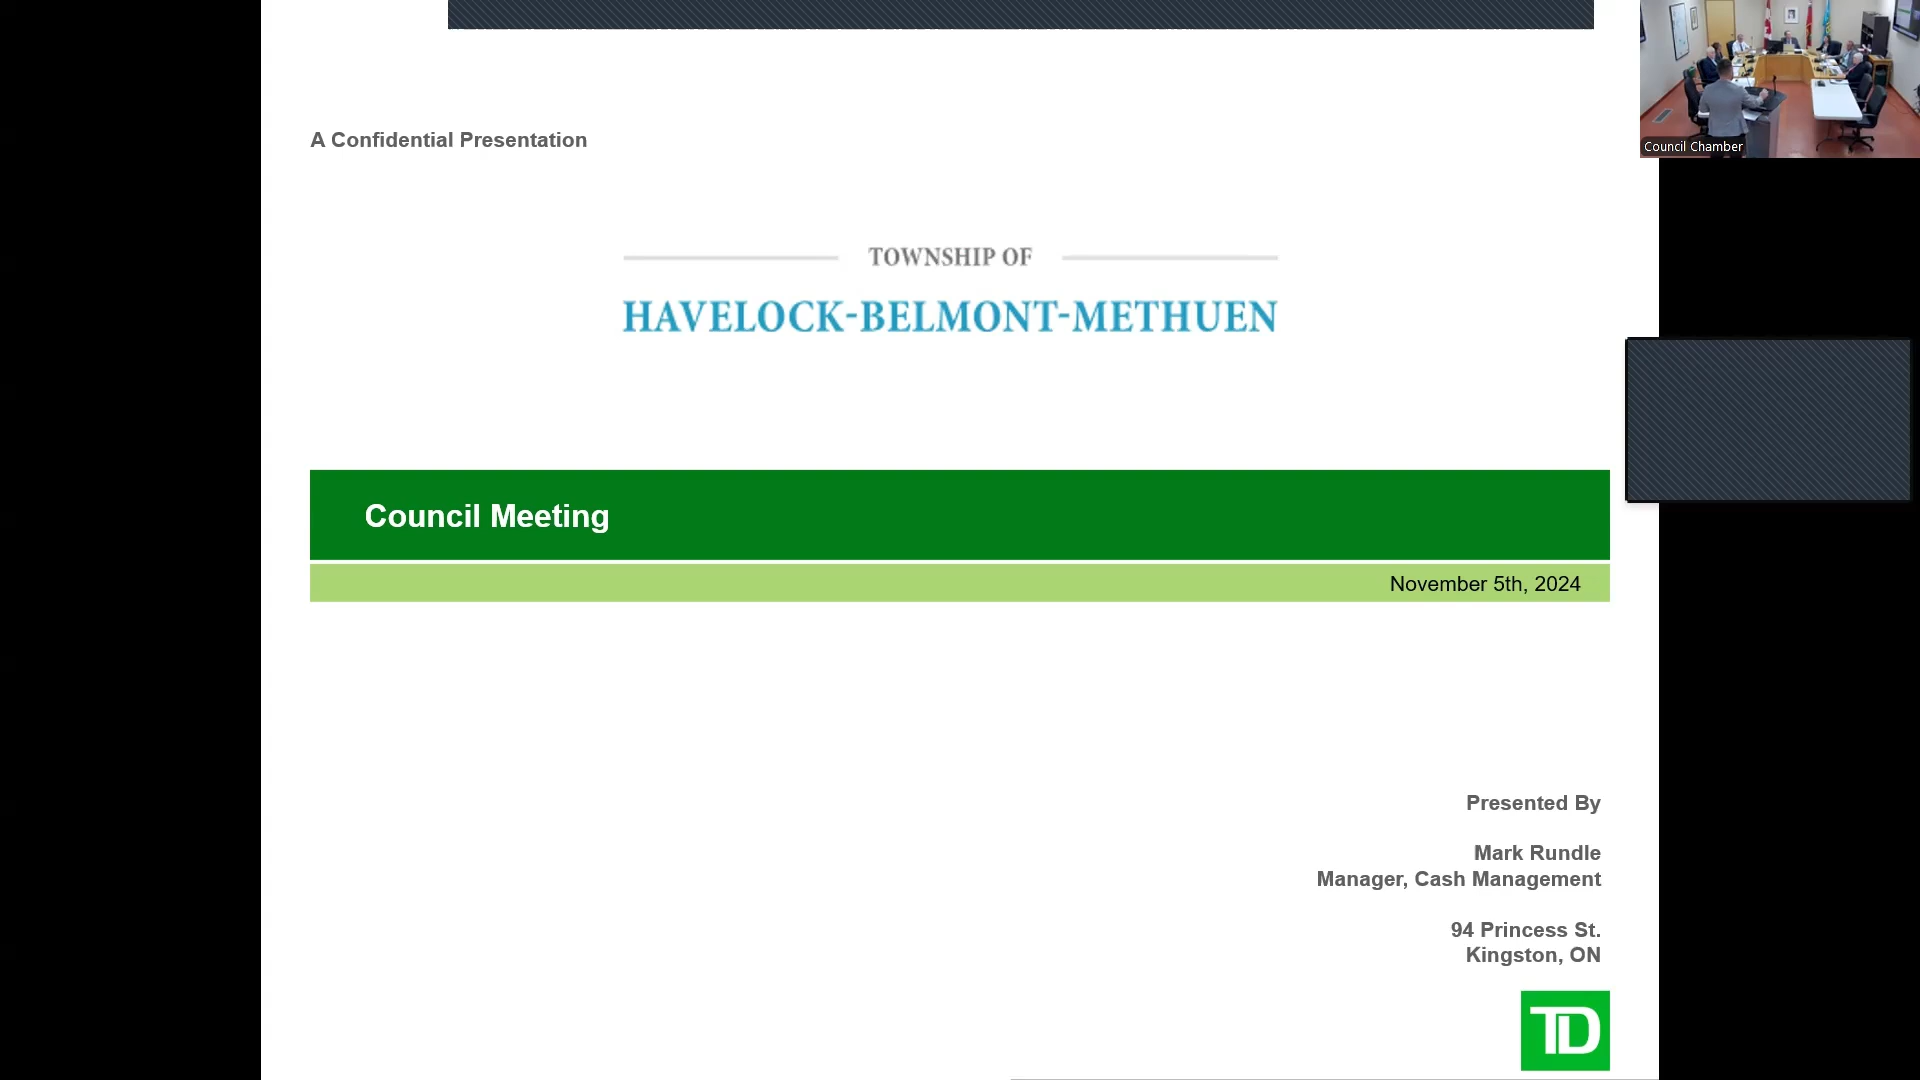 A Confidential Presentation
Council Chamber
TOWNSHIP OF
HAVELOCK-BELMONT-METHUEN
Council Meeting
November 5th, 2024
Presented By
Mark Rundle
Manager, Cash Management
94 Princess St.
Kingston, ON
TD